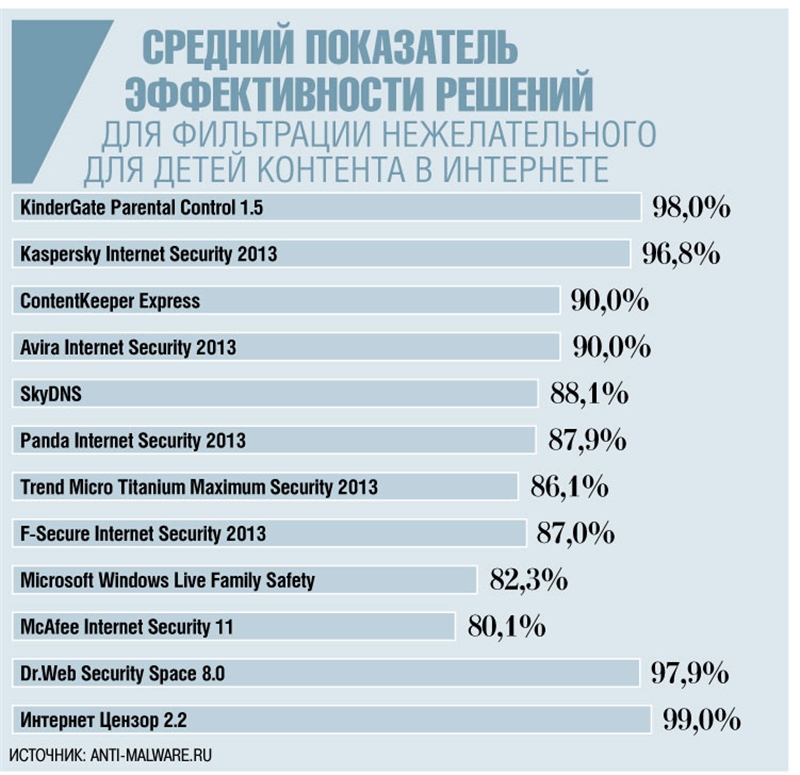 СРЕДНИЙ ПОКАЗАТЕЛЬ
ЭФФЕКТИВНОСТИ РЕШЕНИЙ
ДЛЯ ФИЛЬТРАЦИИ НЕЖЕЛАТЕЛЬНОГО
ДЛЯ ДЕТЕЙ КОНТЕНТА В ИНТЕРНЕТЕ
KinderGate Parental Control 1.5 98,0%
Kaspersky Internet Security 2013 96,8%
ContentKeeper Express 90,0%
Avira Internet Security 2013 90,0%
SkyDNS 88,1%
Panda Internet Security 2013 87,9%
Trend Micro Titanium Maximum Security 2013 86,1%
F-Secure Internet Security 2013 87,0%
Microsoft Windows Live Family Safety 82,3%
McAfee Internet Security 11 80,1%
Dr.Web Security Space 8.0 97,9%
Интернет Цензор 2.2 99,0%
ИСТОЧНИК: ANTI-MALWARE.RU